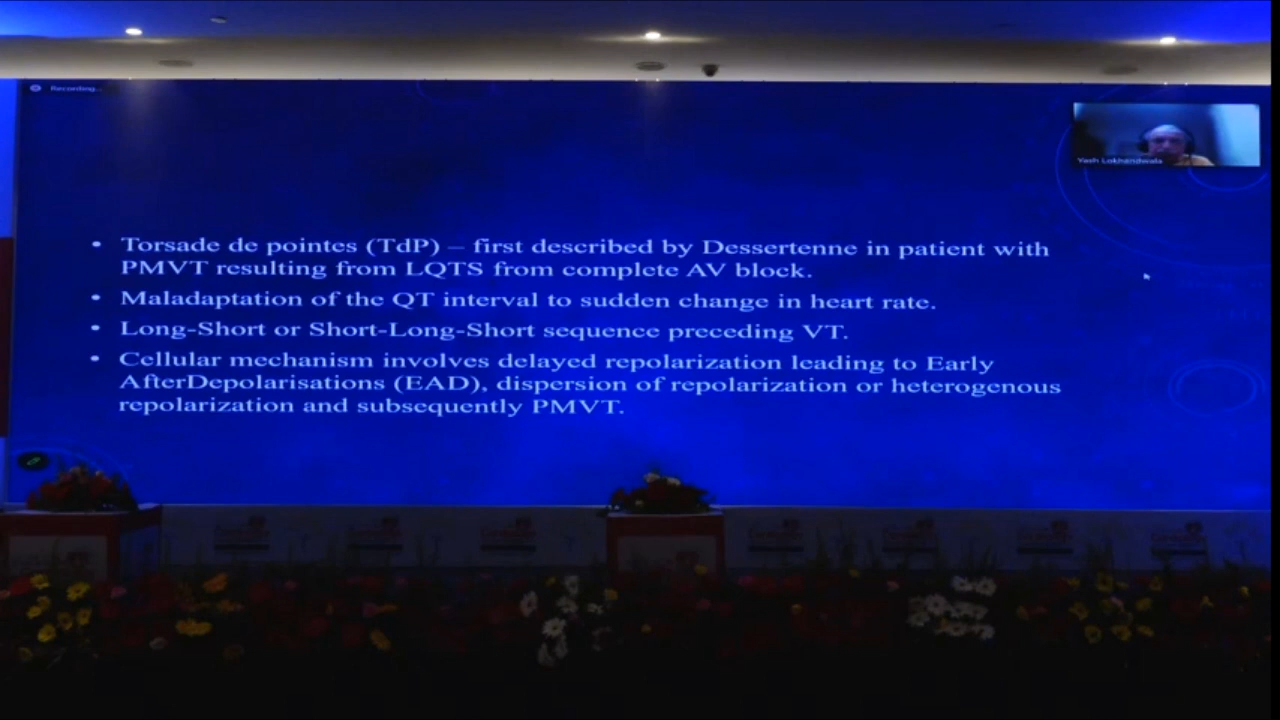 Recording...
Yash Lokhandwala
• Torsade de pointes (TdP) – first described by Dessertenne in patient with
PMVT resulting from LQTS from complete AV block.
• Maladaptation of the QT interval to sudden change in heart rate.
• Long-Short or Short-Long-Short sequence preceding VT.
• Cellular mechanism involves delayed repolarization leading to Early
AfterDepolarisations (EAD), dispersion of repolarization or heterogenous
repolarization and subsequently PMVT.